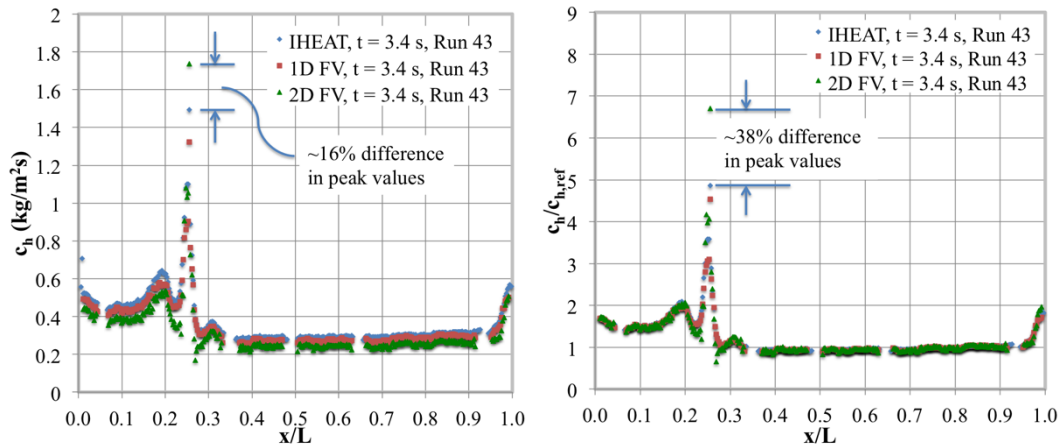 2
1.8
1.6
1.4
1.2
1
0.8
0.6
0.4
0.2
0
c_h (kg/m²s)
IHEAT, t = 3.4 s, Run 43
1D FV, t = 3.4 s, Run 43
2D FV, t = 3.4 s, Run 43
~16% difference
in peak values
0.0 0.1 0.2 0.3 0.4 0.5 0.6 0.7 0.8 0.9 1.0
x/L
9
8
7
6
5
4
3
2
1
0
c_h/c_h,ref
IHEAT, t = 3.4 s, Run 43
1D FV, t = 3.4 s, Run 43
2D FV, t = 3.4 s, Run 43
~38% difference
in peak values
0.0 0.1 0.2 0.3 0.4 0.5 0.6 0.7 0.8 0.9 1.0
x/L